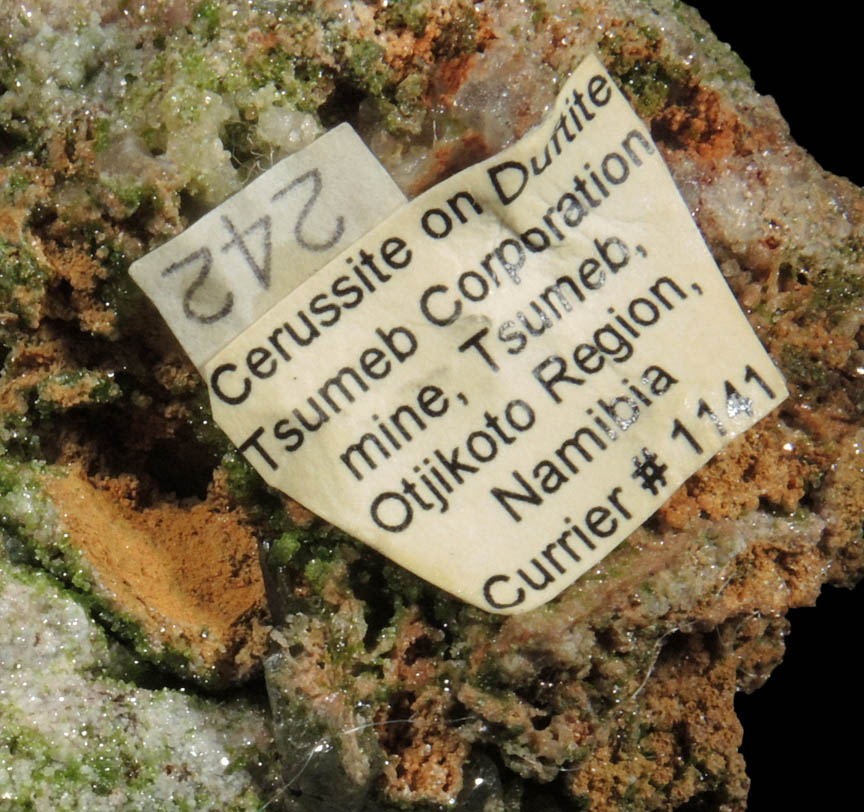 242
Cerussite on Duftite
Tsumeb Corporation
mine, Tsumeb,
Otjikoto Region,
Namibia
Currier # 1141